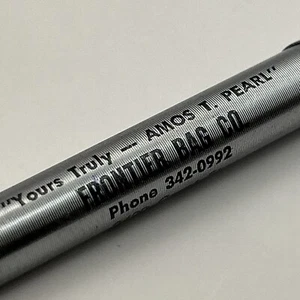 "Yours Truly — AMOS T. PEARL"
FRONTIER BAG CO.
Phone 342-0992